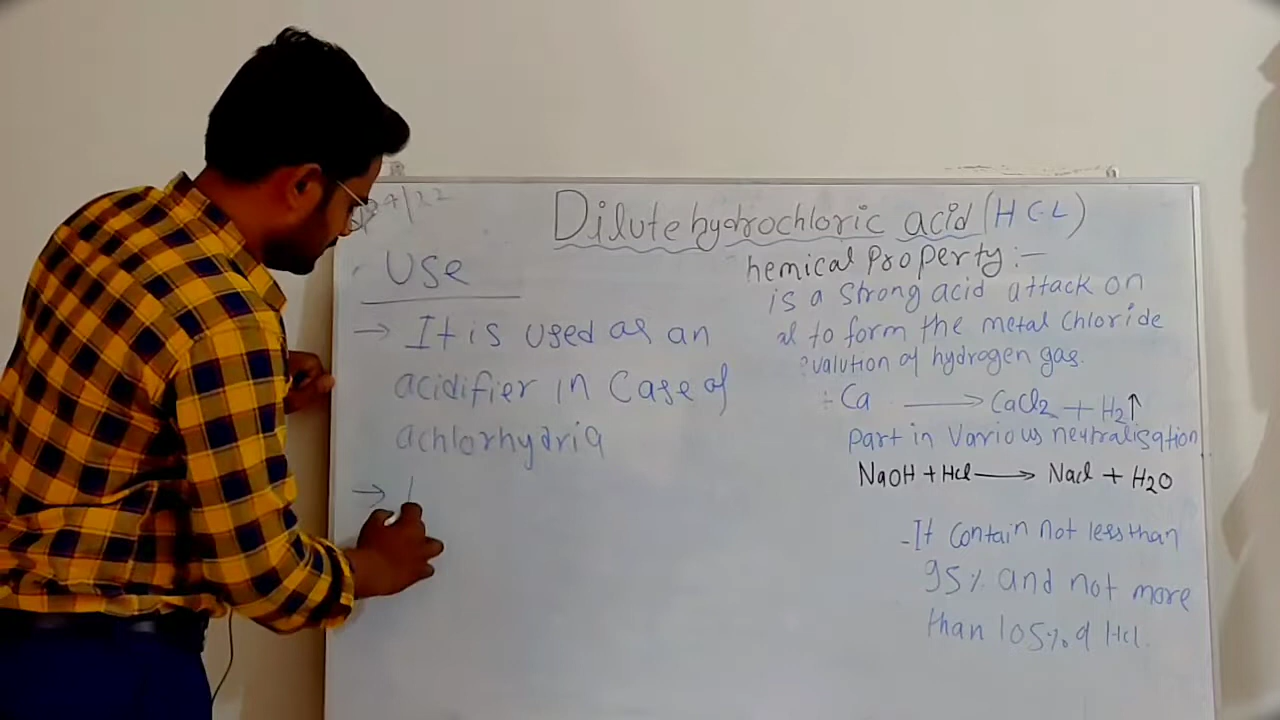 Dilute hydrochloric acid (HCL)
Use
→ It is used as an
acidifier in case of
achlorhydria
→ I
hemical property :-
is a strong acid attack on
al to form the metal chloride
valution of hydrogen gas.
Ca ⟶ CaCl2 + H2↑
part in various neutralisation
NaOH + HCl ⟶ NaCl + H2O
- It contain not less than
95% and not more
than 105% of HCl.